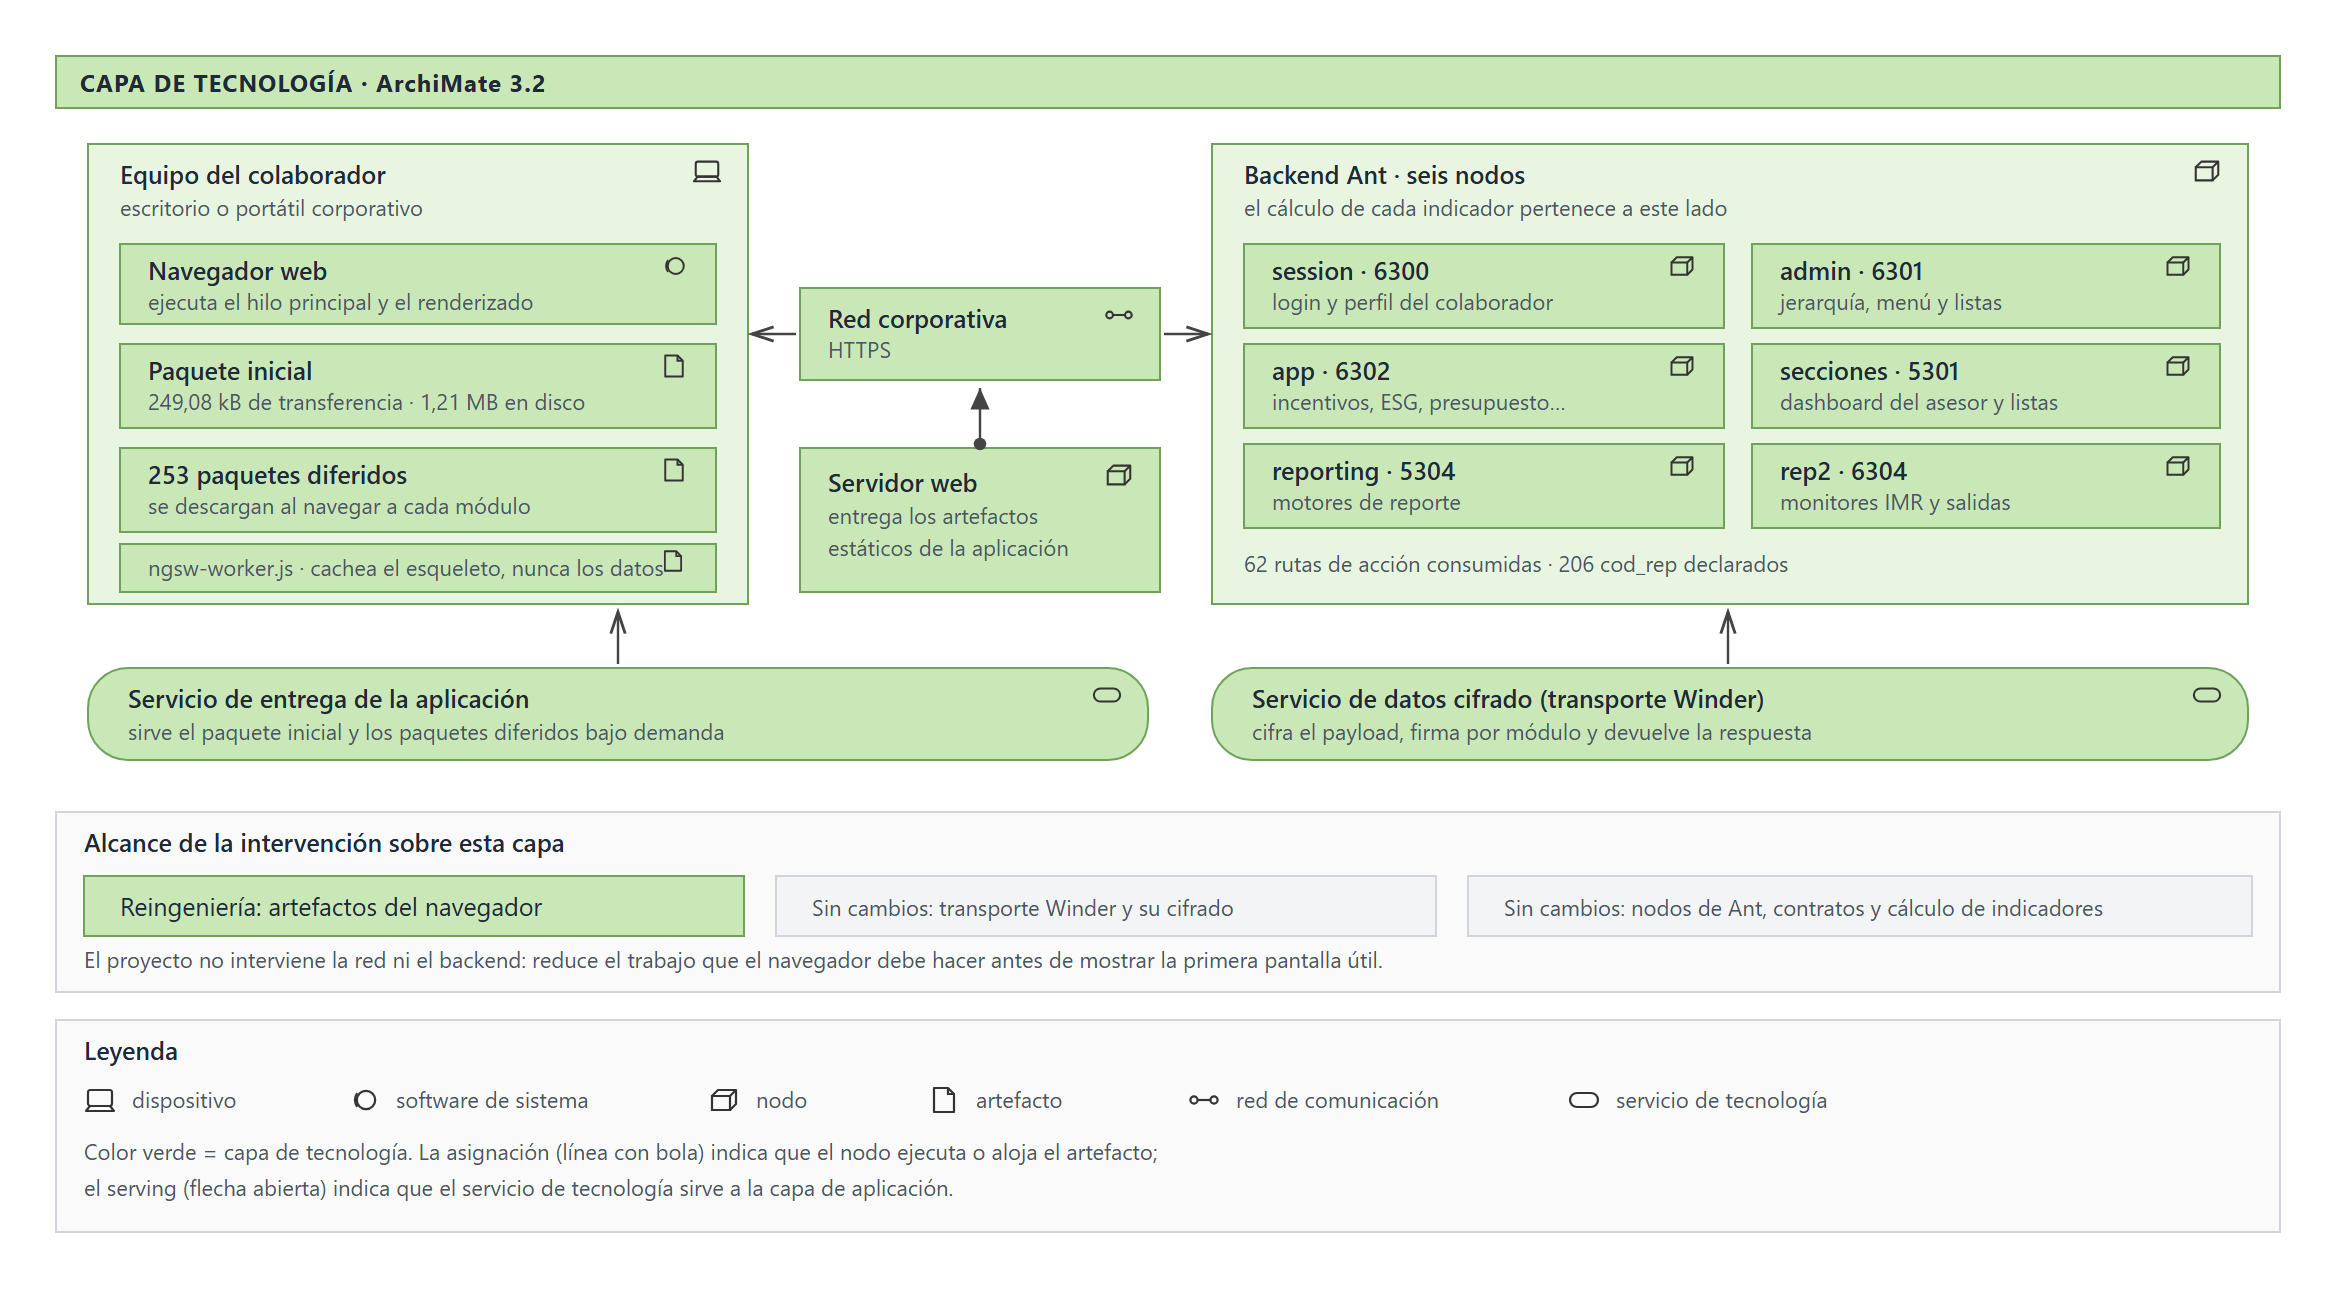 CAPA DE TECNOLOGÍA · ArchiMate 3.2
Equipo del colaborador
escritorio o portátil corporativo
Navegador web
ejecuta el hilo principal y el renderizado
Paquete inicial
249,08 kB de transferencia · 1,21 MB en disco
253 paquetes diferidos
se descargan al navegar a cada módulo
ngsw-worker.js · cachea el esqueleto, nunca los datos
Red corporativa
HTTPS
Servidor web
entrega los artefactos
estáticos de la aplicación
Backend Ant · seis nodos
el cálculo de cada indicador pertenece a este lado
session · 6300
login y perfil del colaborador
admin · 6301
jerarquía, menú y listas
app · 6302
incentivos, ESG, presupuesto...
secciones · 5301
dashboard del asesor y listas
reporting · 5304
motores de reporte
rep2 · 6304
monitores IMR y salidas
62 rutas de acción consumidas · 206 cod_rep declarados
Servicio de entrega de la aplicación
sirve el paquete inicial y los paquetes diferidos bajo demanda
Servicio de datos cifrado (transporte Winder)
cifra el payload, firma por módulo y devuelve la respuesta
Alcance de la intervención sobre esta capa
Reingeniería: artefactos del navegador
Sin cambios: transporte Winder y su cifrado
Sin cambios: nodos de Ant, contratos y cálculo de indicadores
El proyecto no interviene la red ni el backend: reduce el trabajo que el navegador debe hacer antes de mostrar la primera pantalla útil.
Leyenda
dispositivo
software de sistema
nodo
artefacto
red de comunicación
servicio de tecnología
Color verde = capa de tecnología. La asignación (línea con bola) indica que el nodo ejecuta o aloja el artefacto;
el serving (flecha abierta) indica que el servicio de tecnología sirve a la capa de aplicación.